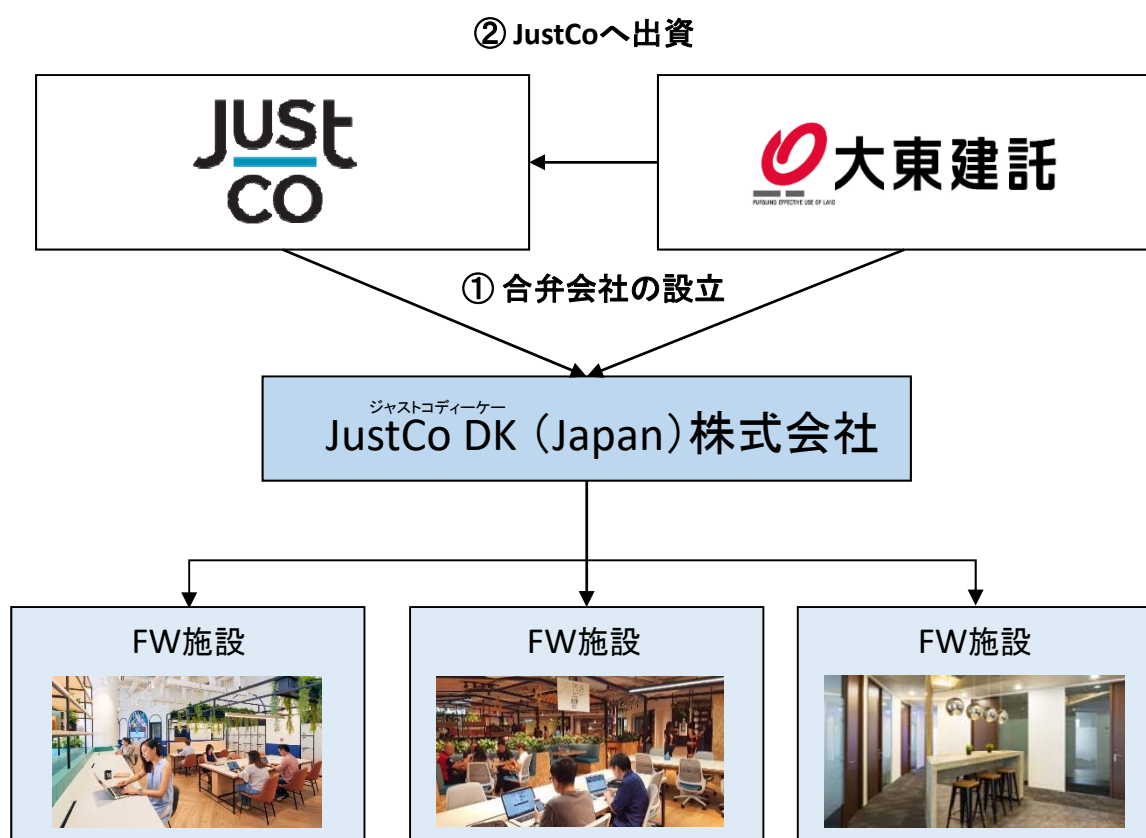 ② JustCoへ出資
JUSt
CO
大東建託
PURSUING EFFECTIVE USE OF LAND
① 合弁会社の設立
ジャストコディーケー
JustCo DK（Japan）株式会社
FW施設
FW施設
FW施設